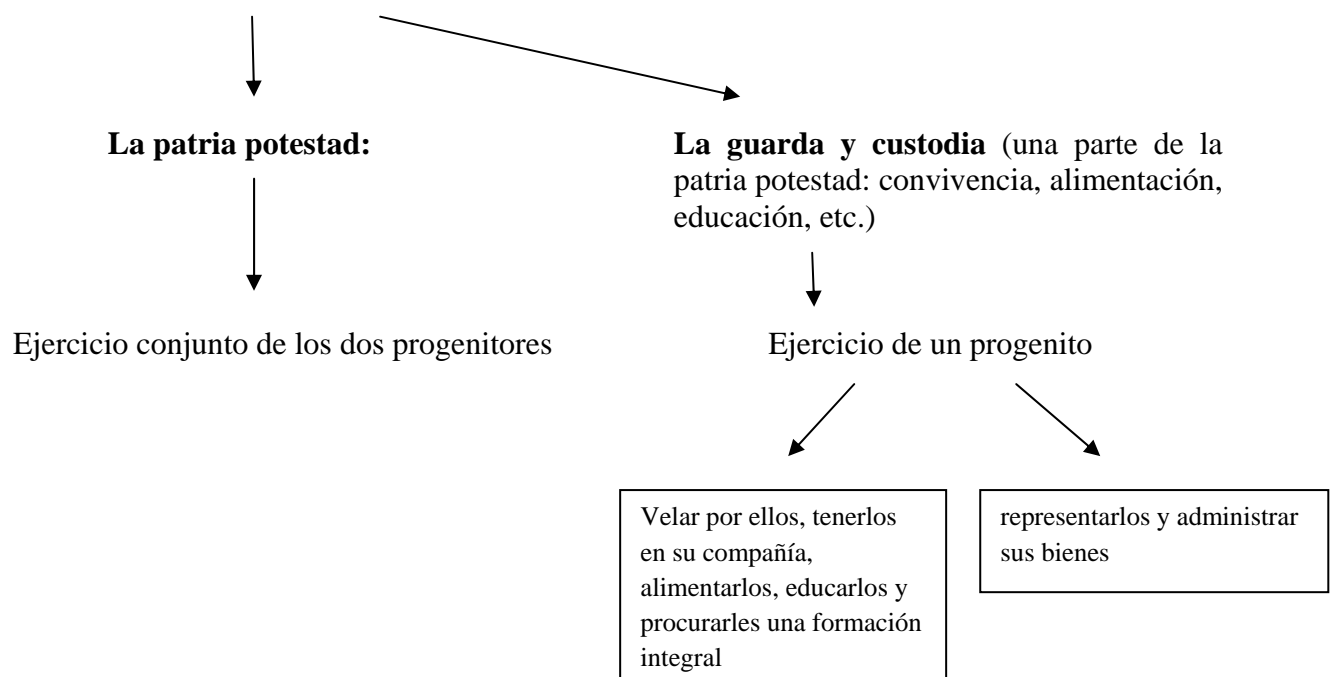 La patria potestad:
La guarda y custodia (una parte de la
patria potestad: convivencia, alimentación,
educación, etc.)
Ejercicio conjunto de los dos progenitores
Ejercicio de un progenito
Velar por ellos, tenerlos
en su compañía,
alimentarlos, educarlos y
procurarles una formación
integral
representarlos y administrar
sus bienes